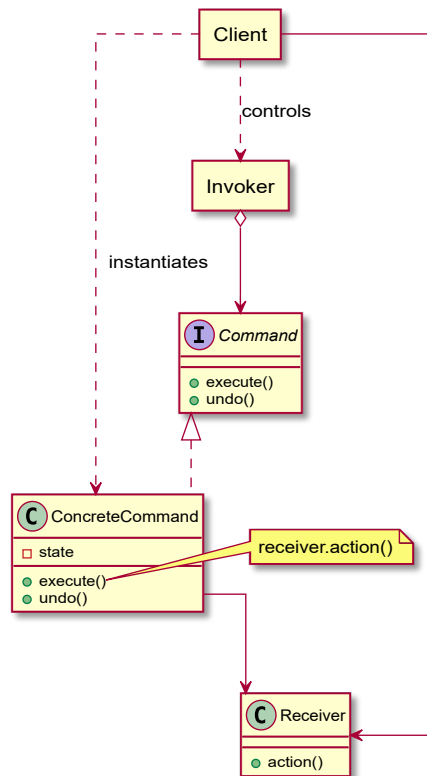 Client
controls
Invoker
instantiates
I Command
execute()
undo()
C ConcreteCommand
state
execute()
undo()
receiver.action()
C Receiver
action()